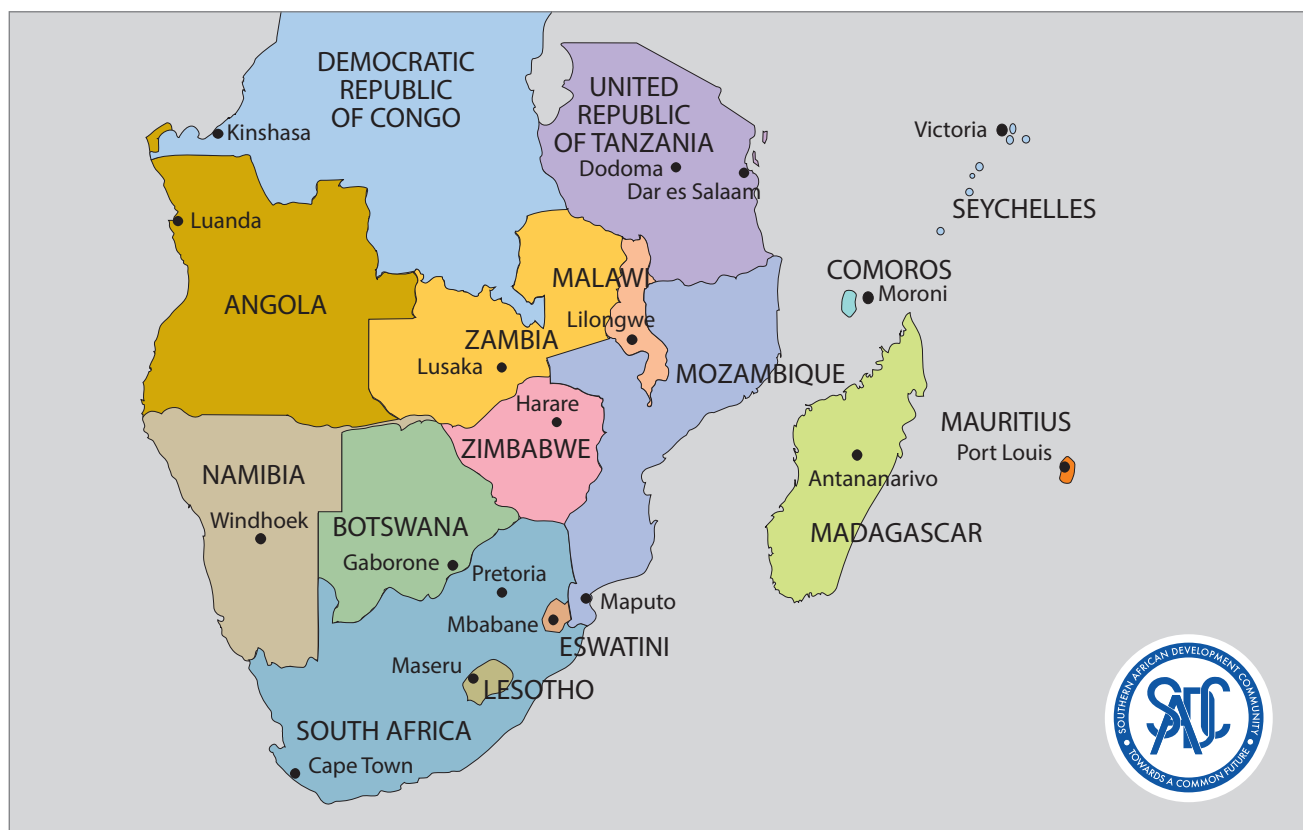 DEMOCRATIC
REPUBLIC
OF CONGO
Kinshasa
UNITED
REPUBLIC
OF TANZANIA
Dodoma
Dar es Salaam
Victoria
SEYCHELLES
Luanda
ANGOLA
MALAWI
Lilongwe
COMOROS
Moroni
ZAMBIA
Lusaka
MOZAMBIQUE
Harare
ZIMBABWE
MAURITIUS
Port Louis
NAMIBIA
Windhoek
Antananarivo
MADAGASCAR
BOTSWANA
Gaborone
Pretoria
Maputo
Mbabane
ESWATINI
Maseru
LESOTHO
SOUTH AFRICA
Cape Town
SOUTHERN AFRICAN DEVELOPMENT COMMUNITY
SADC
TOWARDS A COMMON FUTURE